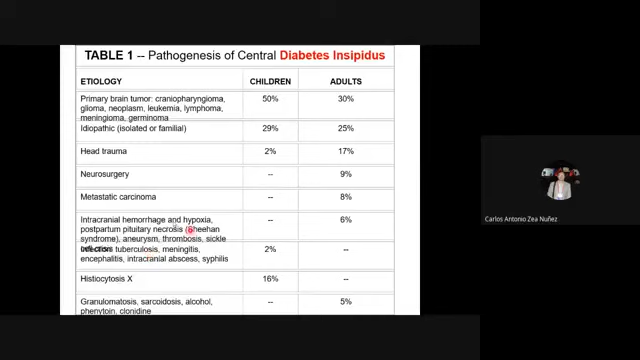 TABLE 1 -- Pathogenesis of Central Diabetes Insipidus
ETIOLOGY CHILDREN ADULTS
Primary brain tumor: craniopharyngioma, 50% 30%
glioma, neoplasm, leukemia, lymphoma,
meningioma, germinoma
Idiopathic (isolated or familial) 29% 25%
Head trauma 2% 17%
Neurosurgery -- 9%
Metastatic carcinoma -- 8%
Intracranial hemorrhage and hypoxia, -- 6%
postpartum pituitary necrosis (Sheehan
syndrome), aneurysm, thrombosis, sickle
Infection: tuberculosis, meningitis, 2% --
encephalitis, intracranial abscess, syphilis
Histiocytosis X 16% --
Granulomatosis, sarcoidosis, alcohol, -- 5%
phenytoin, clonidine
Carlos Antonio Zea Nuñez